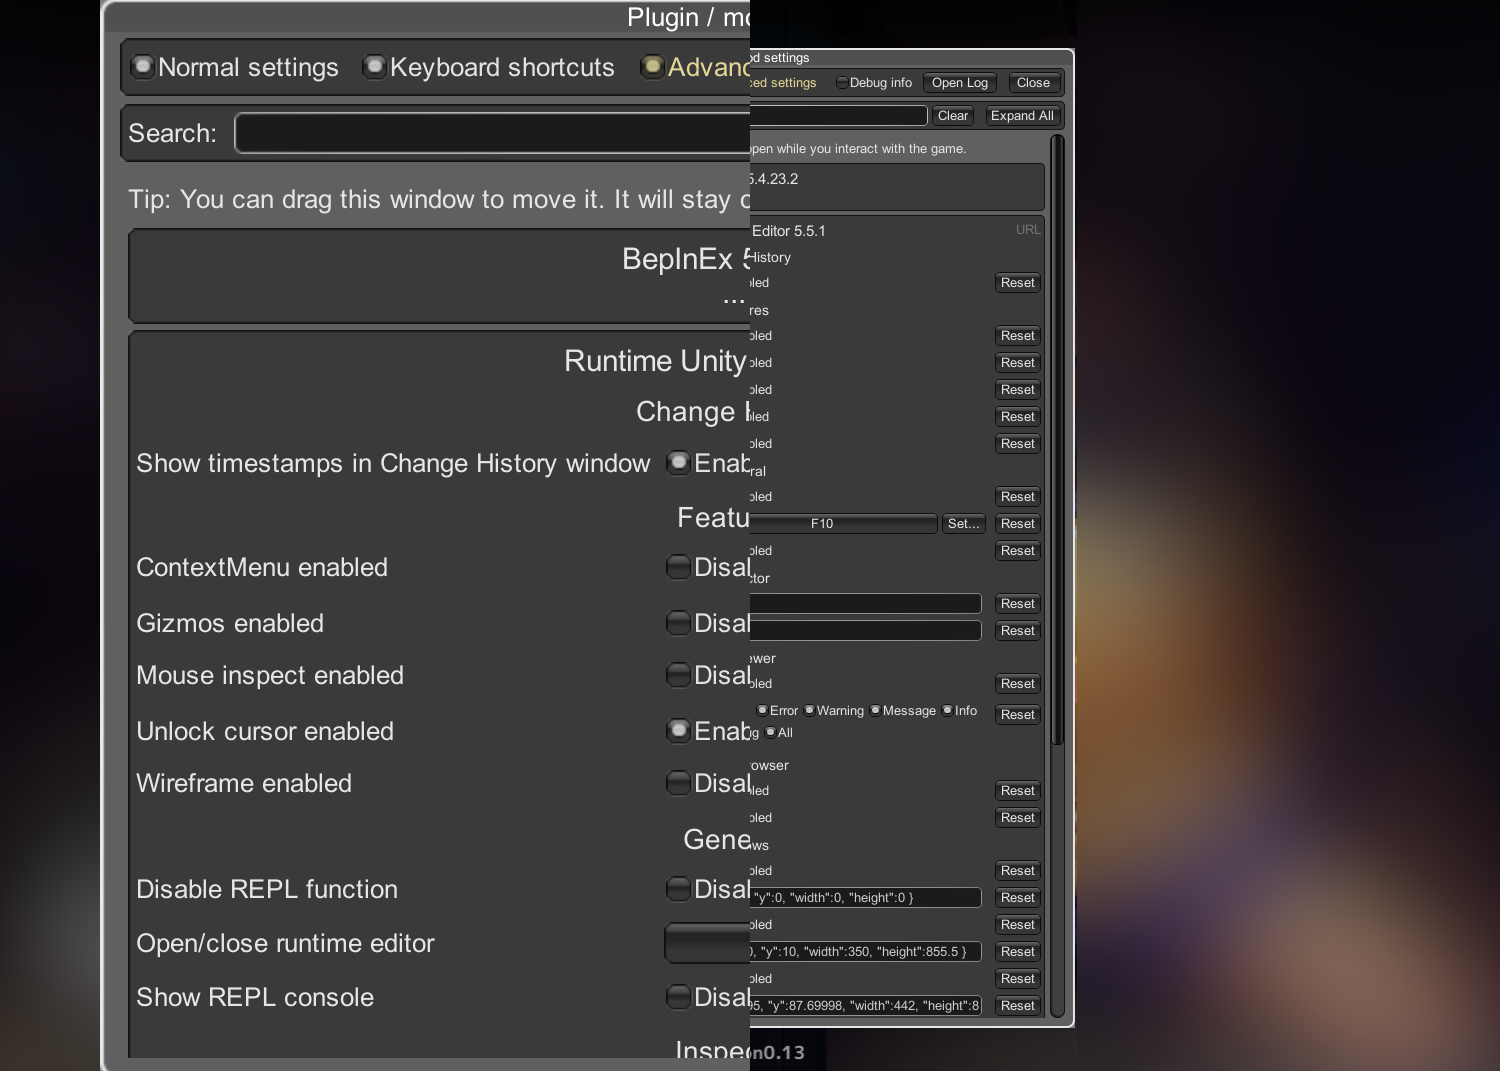 Plugin / mo
Normal settings Keyboard shortcuts Advanc
Search:
Tip: You can drag this window to move it. It will stay o
BepInEx 5
...
Runtime Unity
Change H
Show timestamps in Change History window Enab
Featu
ContextMenu enabled Disal
Gizmos enabled Disal
Mouse inspect enabled Disal
Unlock cursor enabled Enab
Wireframe enabled Disal
Gene
Disable REPL function Disal
Open/close runtime editor
Show REPL console Disal
Inspec
od settings
ced settings Debug info Open Log Close
Clear Expand All
open while you interact with the game.
5.4.23.2
Editor 5.5.1 URL
History
bled Reset
res
bled Reset
bled Reset
bled Reset
bled Reset
bled Reset
ral
bled Reset
F10 Set... Reset
bled Reset
ctor
Reset
Reset
ewer
bled Reset
Error Warning Message Info Reset
g All
rowser
bled Reset
bled Reset
ows
bled Reset
"y":0, "width":0, "height":0 } Reset
bled Reset
0, "y":10, "width":350, "height":855.5 } Reset
bled Reset
95, "y":87.69998, "width":442, "height":8 Reset
n0.13